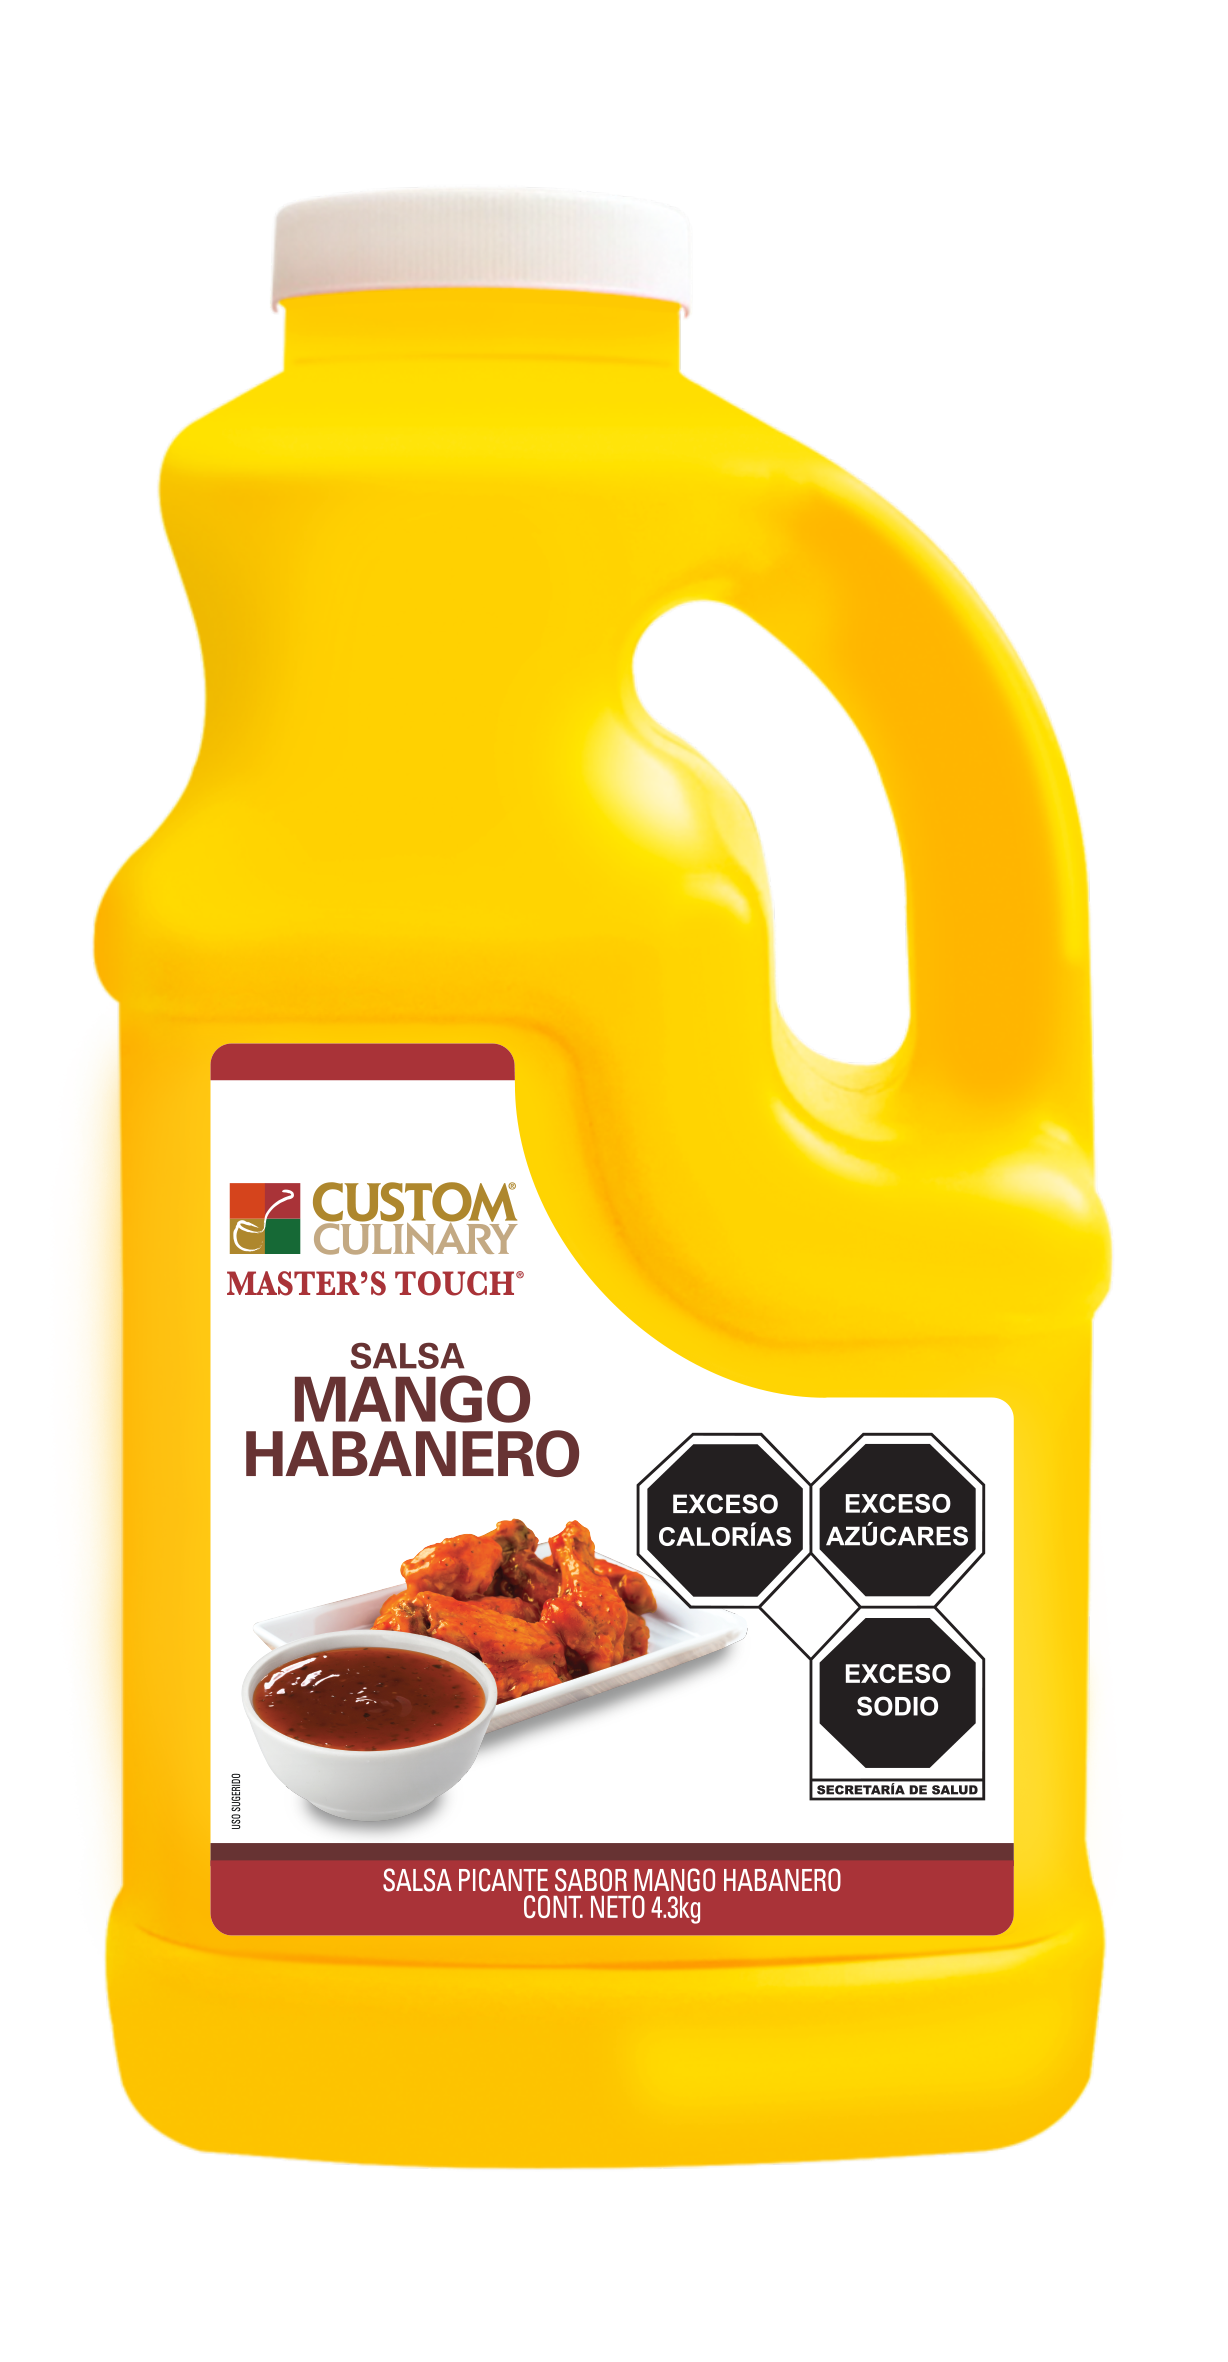 CUSTOM®
CULINARY
MASTER'S TOUCH®
SALSA
MANGO
HABANERO
EXCESO
CALORÍAS
EXCESO
AZÚCARES
EXCESO
SODIO
SECRETARÍA DE SALUD
USO SUGERIDO
SALSA PICANTE SABOR MANGO HABANERO
CONT. NETO 4.3kg